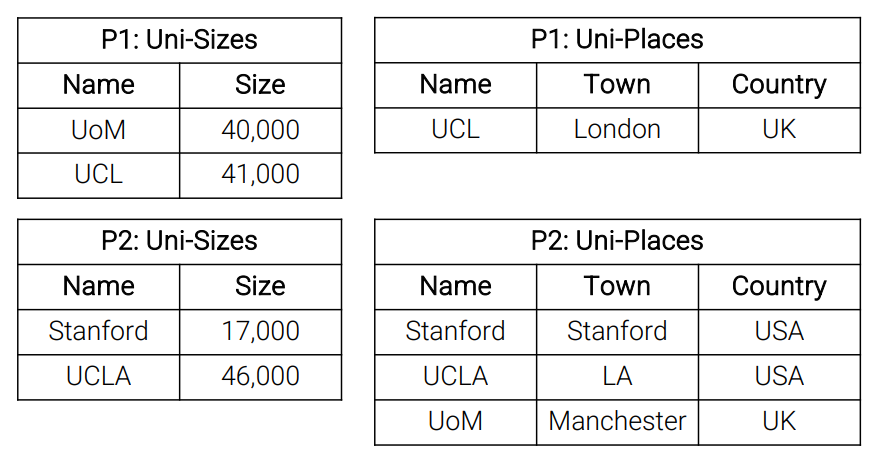 P1: Uni-Sizes
Name Size
UoM 40,000
UCL 41,000
P1: Uni-Places
Name Town Country
UCL London UK
P2: Uni-Sizes
Name Size
Stanford 17,000
UCLA 46,000
P2: Uni-Places
Name Town Country
Stanford Stanford USA
UCLA LA USA
UoM Manchester UK